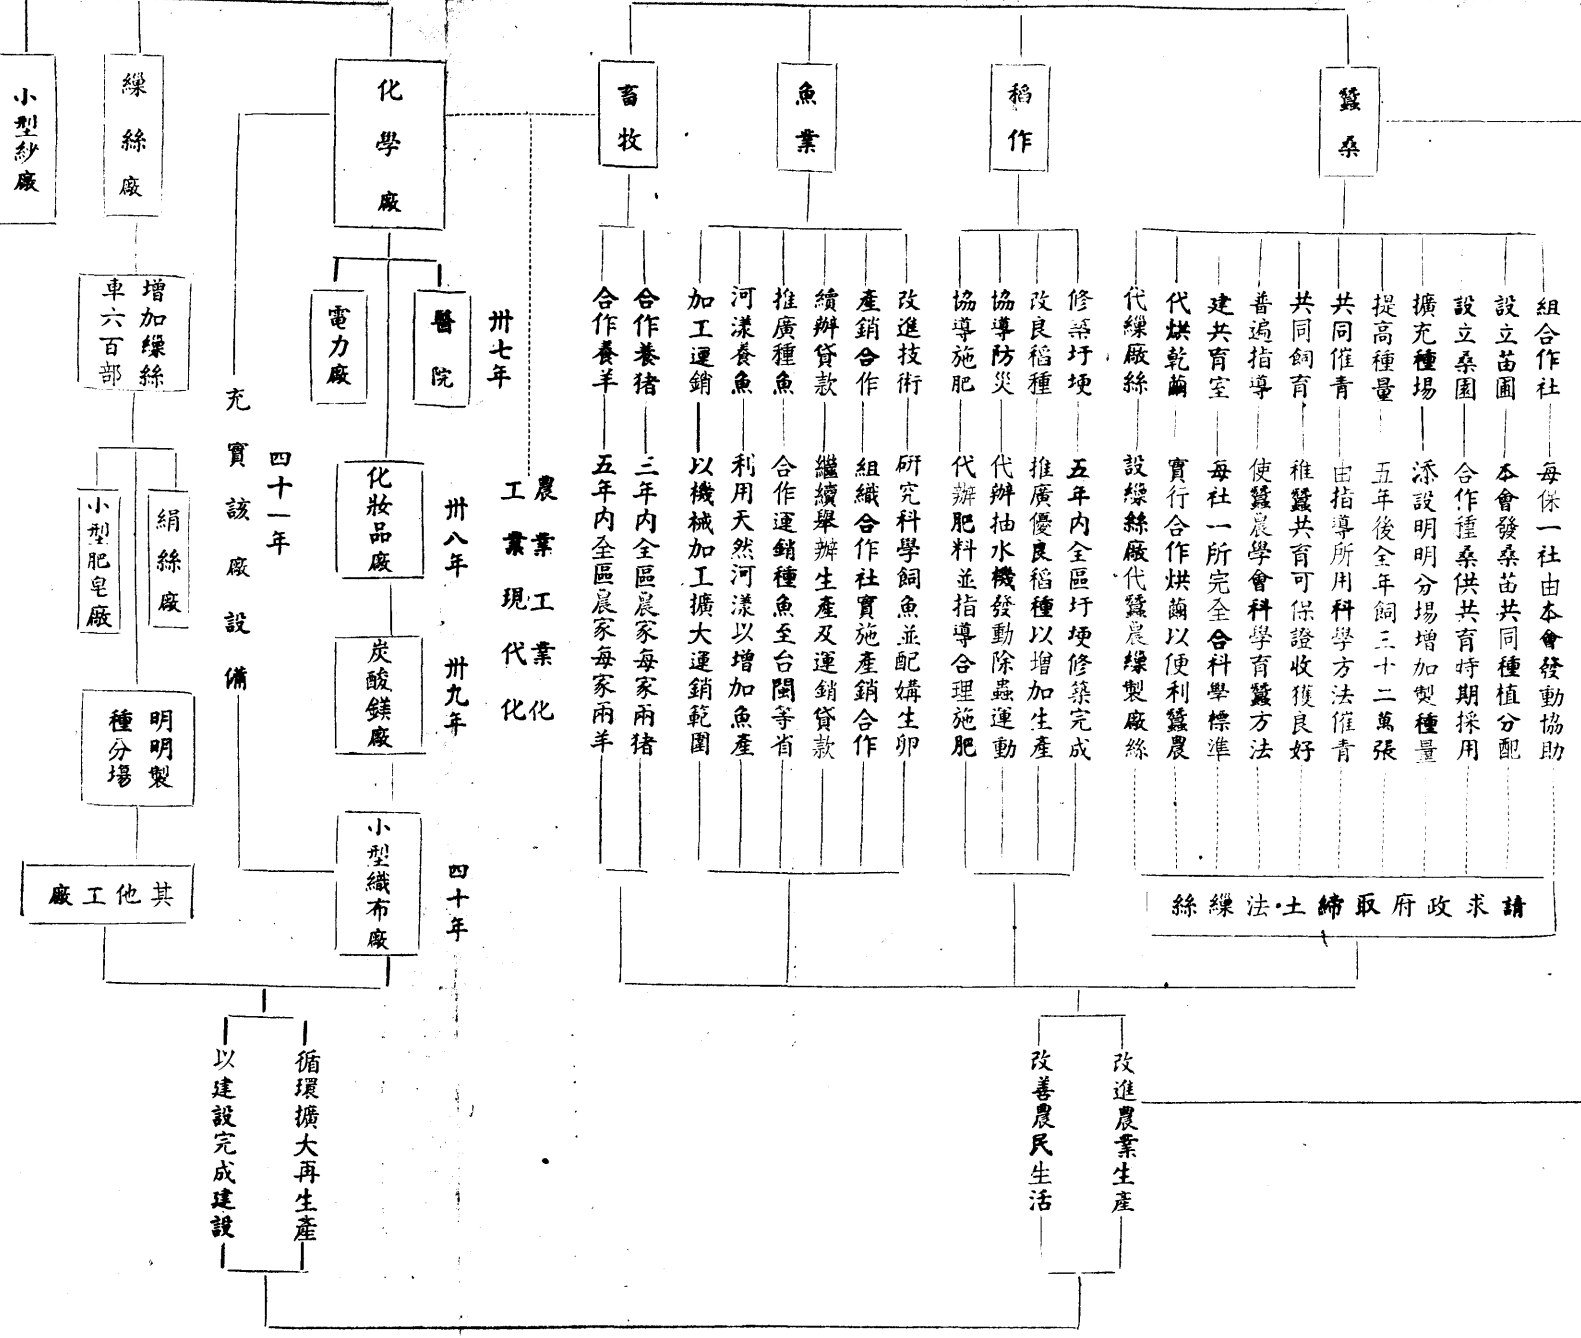 蠶桑
稻作
魚業
畜牧
化學廠
繅絲廠
小型紗廠
組合作社
設立苗圃
設立桑園
擴充種場
提高種量
共同催青
共同飼育
普遍指導
建共育室
代烘乾繭
代繅廠絲
修築圩埂
改良稻種
協導防災
協導施肥
改進技術
產銷合作
續辦貸款
推廣種魚
河漾養魚
加工運銷
合作養猪
合作養羊
每保一社由本會發動協助
本會發桑苗共同種植分配
合作種桑供共育時期採用
添設明明分場增加製種量
五年後全年飼三十二萬張
由指導所用科學方法催青
稚蠶共育可保證收獲良好
使蠶農學會科學育蠶方法
每社一所完全合科學標準
實行合作烘繭以便利蠶農
設繅絲廠代蠶農繅製廠絲
五年內全區圩埂修築完成
推廣優良稻種以增加生產
代辦抽水機發動除蟲運動
代辦肥料並指導合理施肥
研究科學飼魚並配媾生卵
組織合作社實施產銷合作
繼續舉辦生產及運銷貸款
合作運銷種魚至台閩等省
利用天然河漾以增加魚產
以機械加工擴大運銷範圍
三年內全區農家每家兩猪
五年內全區農家每家兩羊
請求政府取締土法繅絲
農業工業化
工業現代化
卅七年
卅八年
卅九年
四十年
醫院
電力廠
化妝品廠
炭酸鎂廠
小型織布廠
四十一年
充實該廠設備
增加繅絲
車六百部
絹絲廠
小型肥皂廠
明明製
種分場
其他工廠
改進農業生產
改善農民生活
循環擴大再生產
以建設完成建設